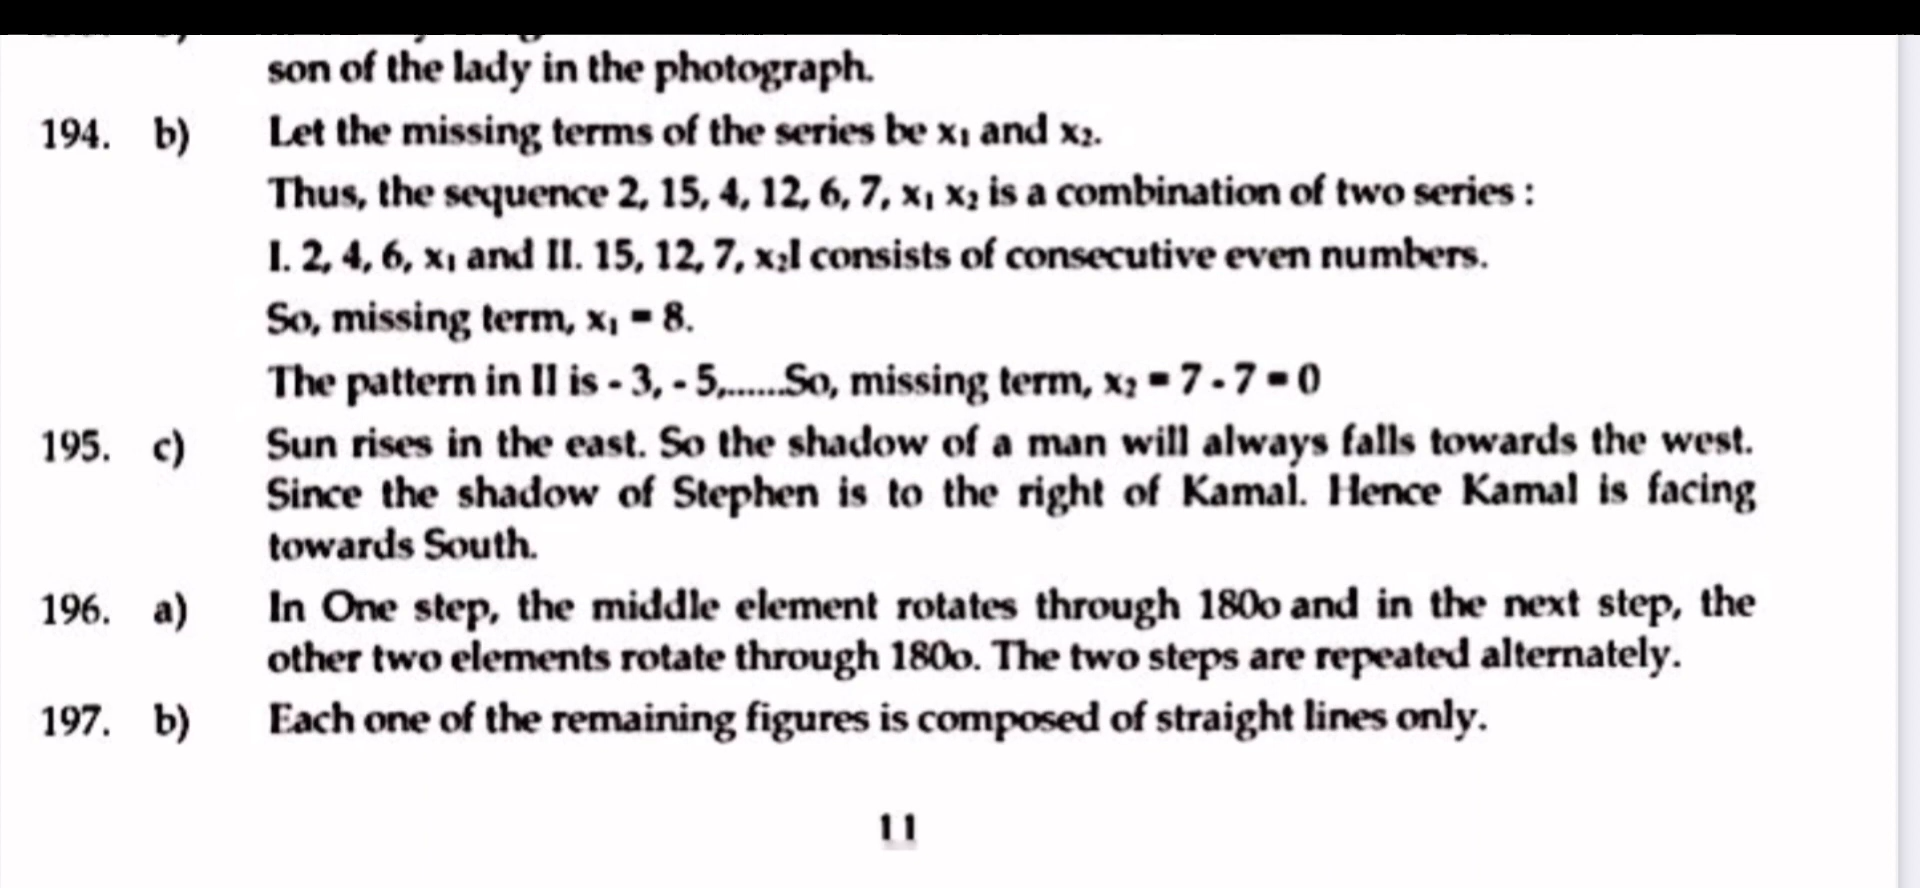 son of the lady in the photograph.
194. b) Let the missing terms of the series be x₁ and x₂.
Thus, the sequence 2, 15, 4, 12, 6, 7, x₁ x₂ is a combination of two series :
I. 2, 4, 6, x₁ and II. 15, 12, 7, x₂I consists of consecutive even numbers.
So, missing term, x₁ = 8.
The pattern in II is - 3, - 5,......So, missing term, x₂ = 7 - 7 = 0
195. c) Sun rises in the east. So the shadow of a man will always falls towards the west.
Since the shadow of Stephen is to the right of Kamal. Hence Kamal is facing
towards South.
196. a) In One step, the middle element rotates through 180o and in the next step, the
other two elements rotate through 180o. The two steps are repeated alternately.
197. b) Each one of the remaining figures is composed of straight lines only.
11